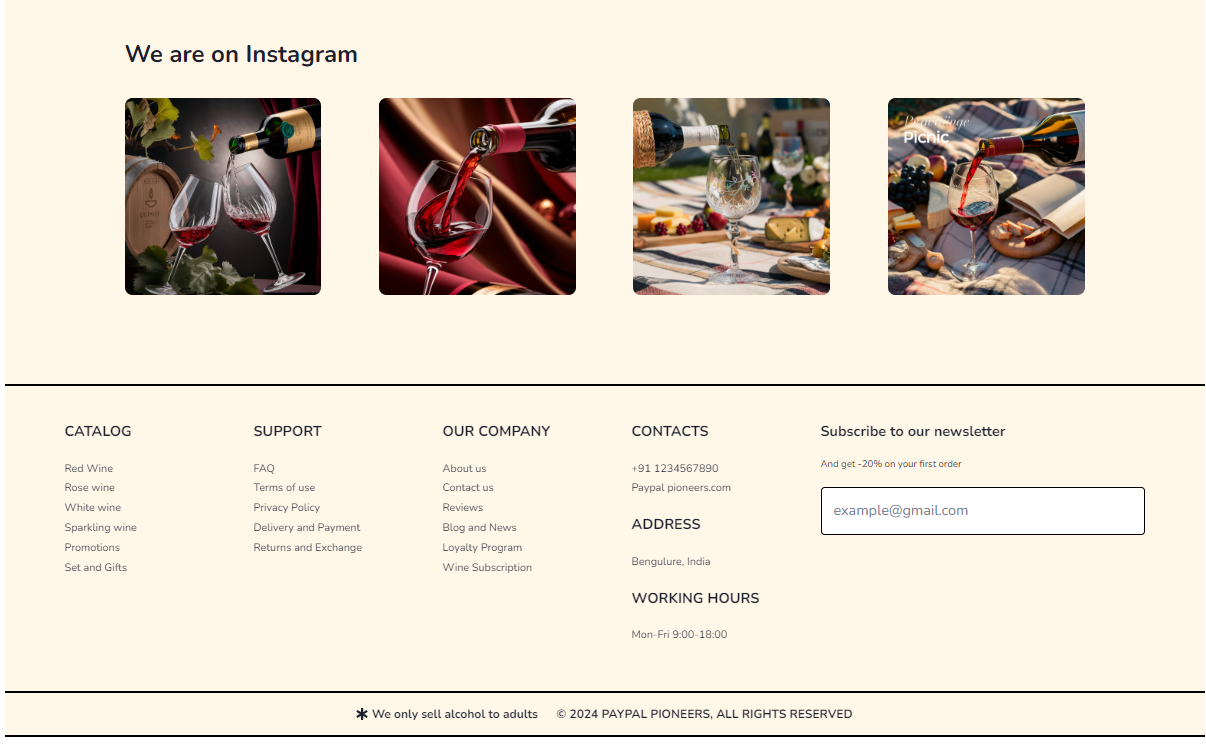 We are on Instagram
Picnic
CATALOG
Red Wine
Rose wine
White wine
Sparkling wine
Promotions
Set and Gifts
SUPPORT
FAQ
Terms of use
Privacy Policy
Delivery and Payment
Returns and Exchange
OUR COMPANY
About us
Contact us
Reviews
Blog and News
Loyalty Program
Wine Subscription
CONTACTS
+91 1234567890
Paypal pioneers.com
ADDRESS
Bengulure, India
WORKING HOURS
Mon-Fri 9:00-18:00
Subscribe to our newsletter
And get -20% on your first order
example@gmail.com
We only sell alcohol to adults © 2024 PAYPAL PIONEERS, ALL RIGHTS RESERVED